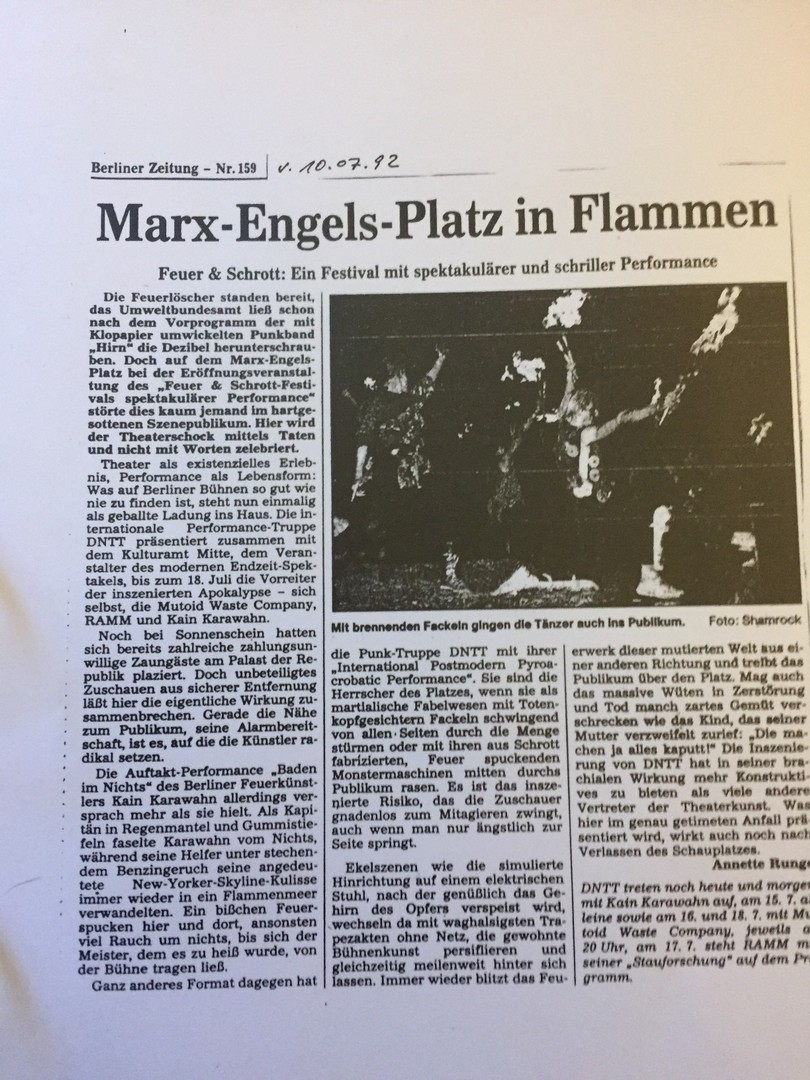 Berliner Zeitung – Nr. 159
v. 10.07.92
Marx-Engels-Platz in Flammen
Feuer & Schrott: Ein Festival mit spektakulärer und schriller Performance
Die Feuerlöscher standen bereit,
das Umweltbundesamt ließ schon
nach dem Vorprogramm der mit
Klopapier umwickelten Punkband
„Hirn“ die Dezibel herunterschrau-
ben. Doch auf dem Marx-Engels-
Platz bei der Eröffnungsveranstal-
tung des „Feuer & Schrott-Festi-
vals spektakulärer Performance“
störte dies kaum jemand im hartge-
sottenen Szenepublikum. Hier wird
der Theaterschock mittels Taten
und nicht mit Worten zelebriert.
Theater als existenzielles Erleb-
nis, Performance als Lebensform:
Was auf Berliner Bühnen so gut wie
nie zu finden ist, steht nun einmalig
als geballte Ladung ins Haus. Die in-
ternationale Performance-Truppe
DNTT präsentiert zusammen mit
dem Kulturamt Mitte, dem Veran-
stalter des modernen Endzeit-Spek-
takels, bis zum 18. Juli die Vorreiter
der inszenierten Apokalypse – sich
selbst, die Mutoid Waste Company,
RAMM und Kain Karawahn.
Noch bei Sonnenschein hatten
sich bereits zahlreiche zahlungsun-
willige Zaungäste am Palast der Re-
publik plaziert. Doch unbeteiligtes
Zuschauen aus sicherer Entfernung
läßt hier die eigentliche Wirkung zu-
sammenbrechen. Gerade die Nähe
zum Publikum, seine Alarmbereit-
schaft, ist es, auf die die Künstler ra-
dikal setzen.
Die Auftakt-Performance „Baden
im Nichts“ des Berliner Feuerkünst-
lers Kain Karawahn allerdings ver-
sprach mehr als sie hielt. Als Kapi-
tän in Regenmantel und Gummistie-
feln faselte Karawahn vom Nichts,
während seine Helfer unter stechen-
dem Benzingeruch seine angedeu-
tete New-Yorker-Skyline-Kulisse
immer wieder in ein Flammenmeer
verwandelten. Ein bißchen Feuer-
spucken hier und dort, ansonsten
viel Rauch um nichts, bis sich der
Meister, dem es zu heiß wurde, von
der Bühne tragen ließ.
Ganz anderes Format dagegen hat
Mit brennenden Fackeln gingen die Tänzer auch ins Publikum. Foto: Shamrock
die Punk-Truppe DNTT mit ihrer
„International Postmodern Pyroa-
crobatic Performance“. Sie sind die
Herrscher des Platzes, wenn sie als
martialische Fabelwesen mit Toten-
kopfgesichtern Fackeln schwingend
von allen Seiten durch die Menge
stürmen oder mit ihren aus Schrott
fabrizierten, Feuer spuckenden
Monstermaschinen mitten durchs
Publikum rasen. Es ist das insze-
nierte Risiko, das die Zuschauer
gnadenlos zum Mitagieren zwingt,
auch wenn man nur ängstlich zur
Seite springt.
Ekelszenen wie die simulierte
Hinrichtung auf einem elektrischen
Stuhl, nach der genüßlich das Ge-
hirn des Opfers verspeist wird,
wechseln da mit waghalsigsten Tra-
pezakten ohne Netz, die gewohnte
Bühnenkunst persiflieren und
gleichzeitig meilenweit hinter sich
lassen. Immer wieder blitzt das Feu-
erwerk dieser mutierten Welt aus ei-
ner anderen Richtung und treibt das
Publikum über den Platz. Mag auch
das massive Wüten in Zerstörung
und Tod manch zartes Gemüt ver-
schrecken wie das Kind, das seiner
Mutter verzweifelt zurief: „Die ma-
chen ja alles kaputt!“ Die Inszenie-
rung von DNTT hat in seiner bra-
chialen Wirkung mehr Konstrukti-
ves zu bieten als viele andere
Vertreter der Theaterkunst. Was
hier im genau getimeten Anfall prä-
sentiert wird, wirkt auch noch nach
Verlassen des Schauplatzes.
Annette Runge
DNTT treten noch heute und morgen
mit Kain Karawahn auf, am 15. 7. al
leine sowie am 16. und 18. 7. mit Mu
toid Waste Company, jeweils a
20 Uhr, am 17. 7. steht RAMM m
seiner „Stauforschung“ auf dem Pr
gramm.